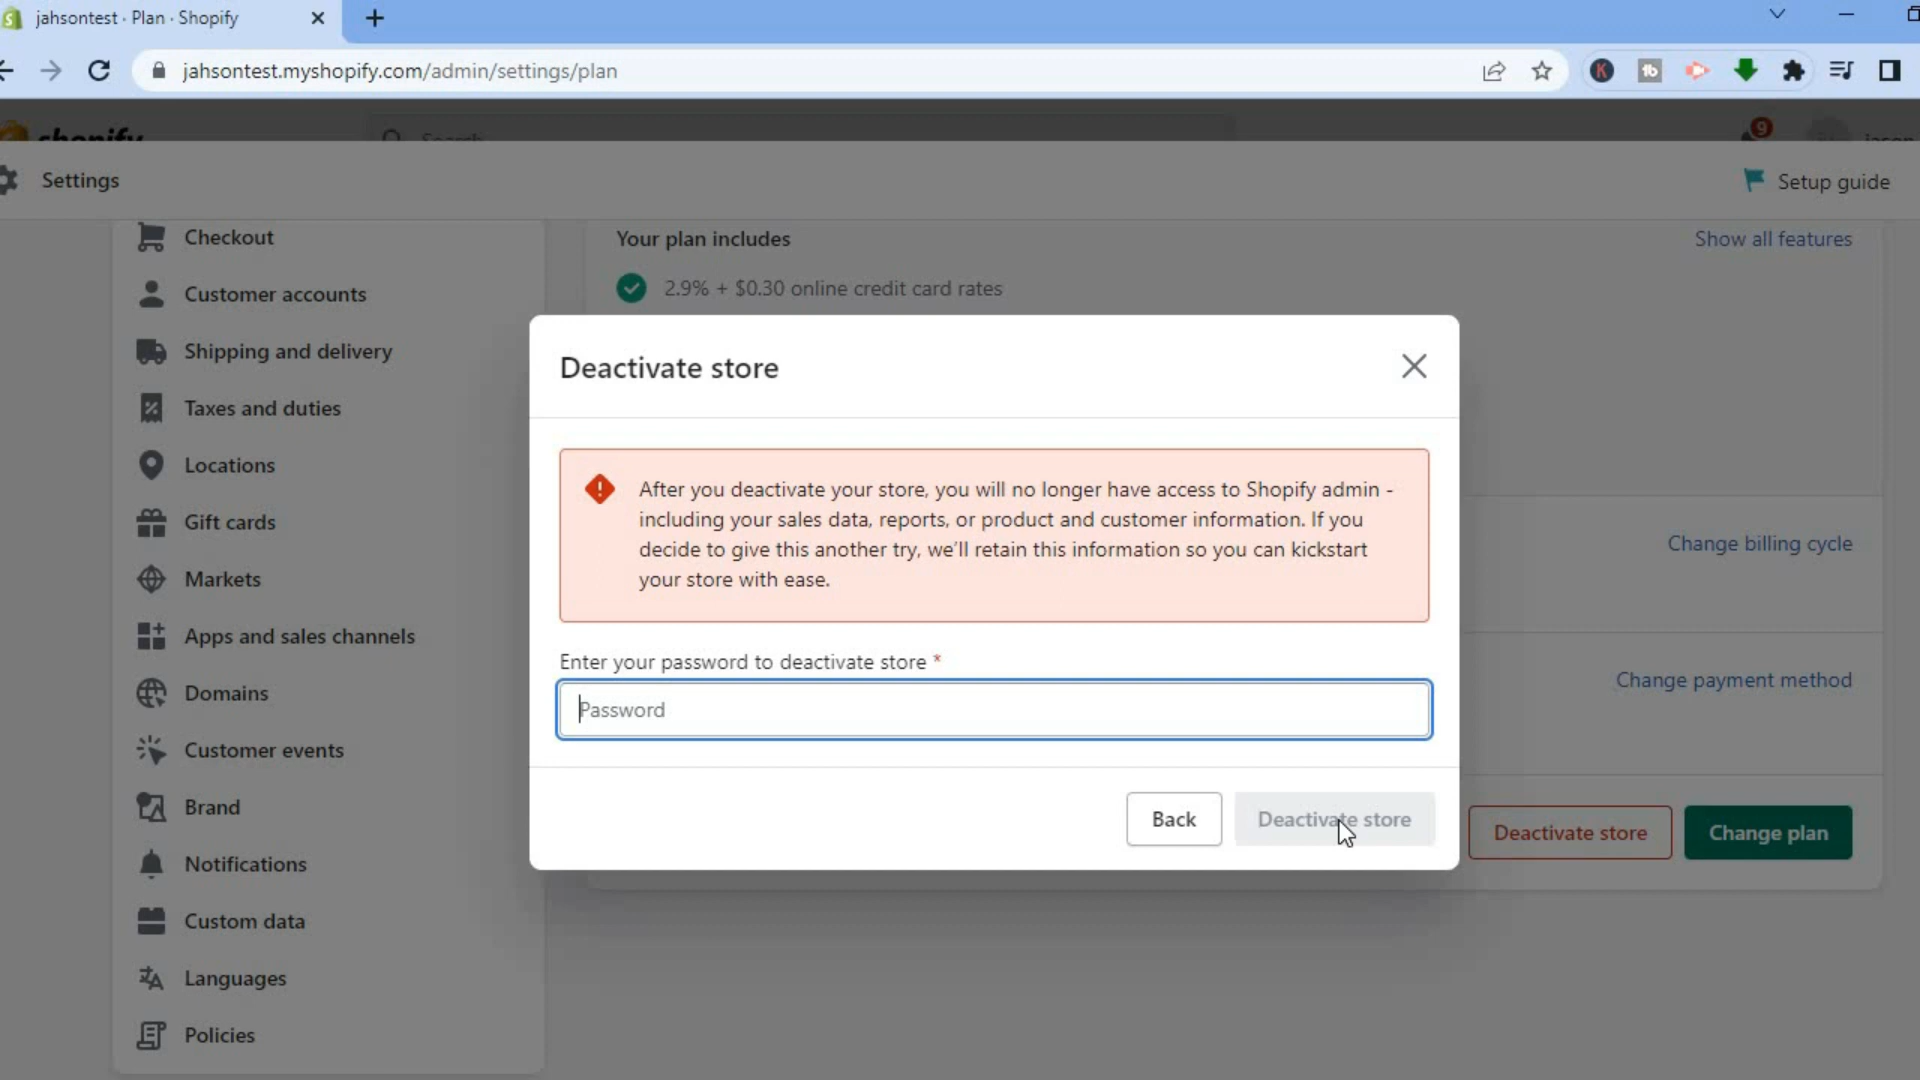 jahsontest · Plan · Shopify
jahsontest.myshopify.com/admin/settings/plan
K
tb
shopify
Search
9
jason
Settings
Setup guide
Checkout
Customer accounts
Shipping and delivery
Taxes and duties
Locations
Gift cards
Markets
Apps and sales channels
Domains
Customer events
Brand
Notifications
Custom data
Languages
Policies
Your plan includes
Show all features
2.9% + $0.30 online credit card rates
Change billing cycle
Change payment method
Deactivate store
Change plan
Deactivate store
After you deactivate your store, you will no longer have access to Shopify admin -
including your sales data, reports, or product and customer information. If you
decide to give this another try, we'll retain this information so you can kickstart
your store with ease.
Enter your password to deactivate store *
Password
Back
Deactivate store